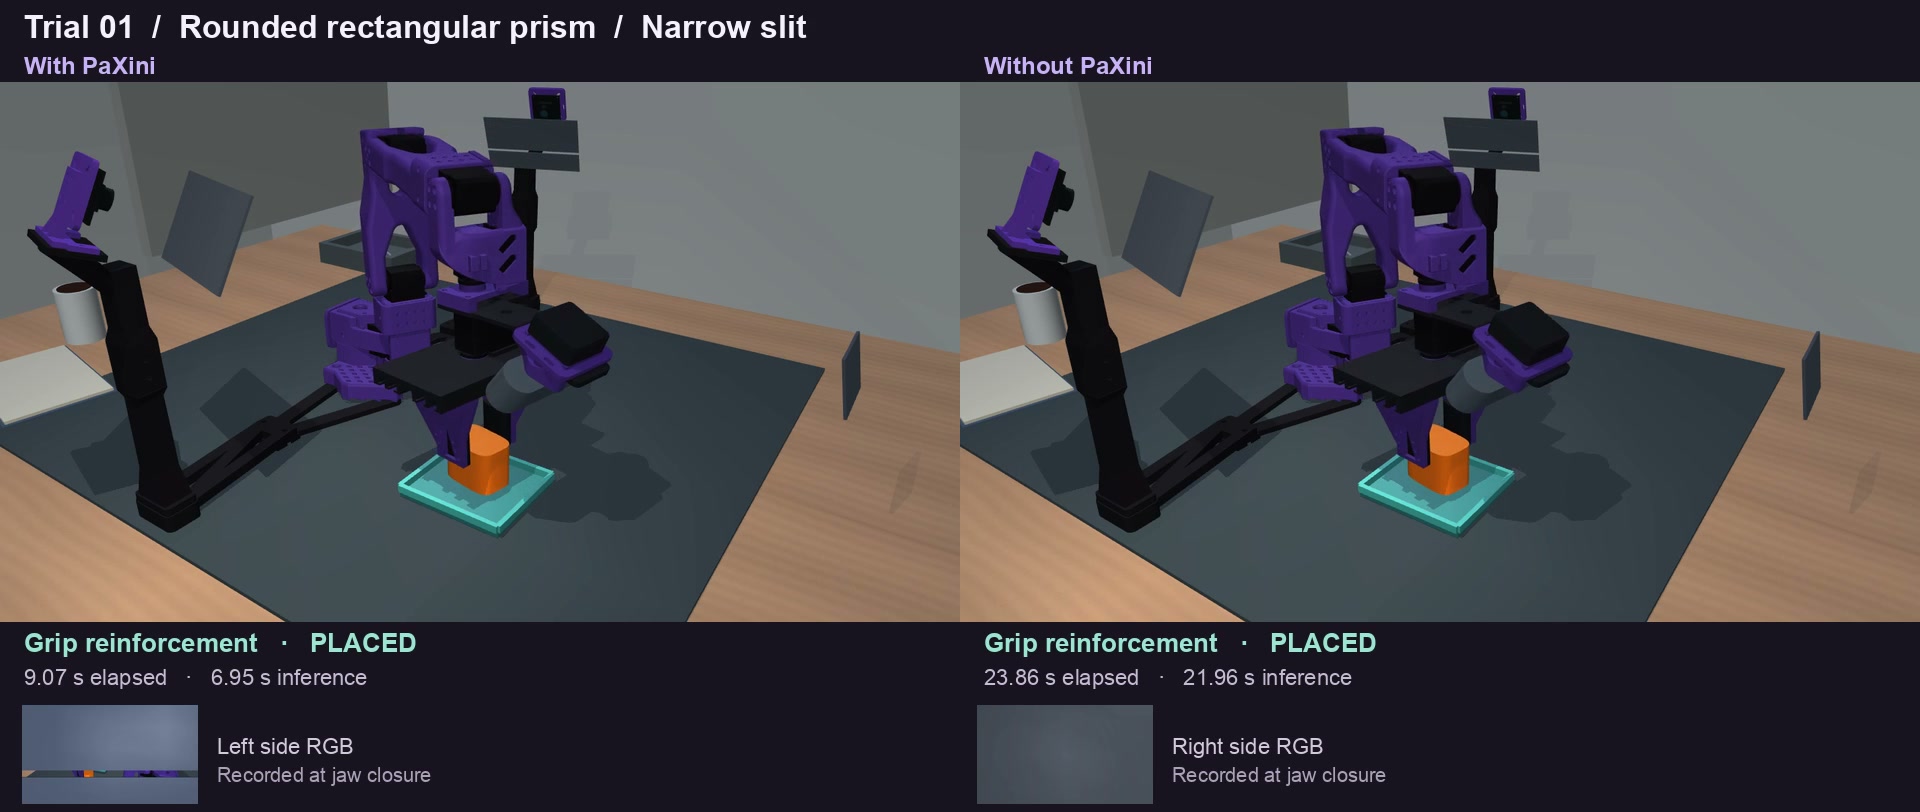 Trial 01 / Rounded rectangular prism / Narrow slit
With PaXini
Without PaXini
Grip reinforcement · PLACED
9.07 s elapsed · 6.95 s inference
Left side RGB
Recorded at jaw closure
Grip reinforcement · PLACED
23.86 s elapsed · 21.96 s inference
Right side RGB
Recorded at jaw closure